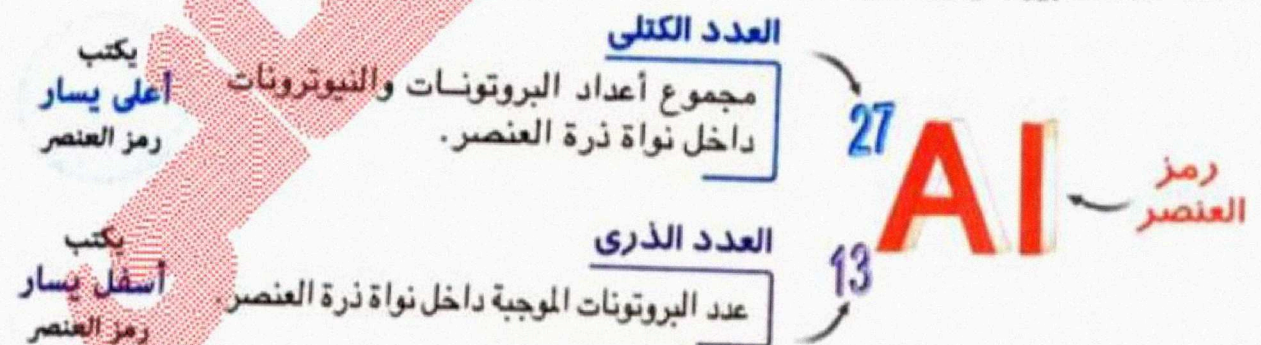 العدد الكتلى
مجموع أعداد البروتونات والنيوترونات
داخل نواة ذرة العنصر.
يكتب
أعلى يسار
رمز العنصر
27
Al
13
رمز
العنصر
العدد الذرى
عدد البروتونات الموجبة داخل نواة ذرة العنصر.
يكتب
أسفل يسار
رمز العنصر